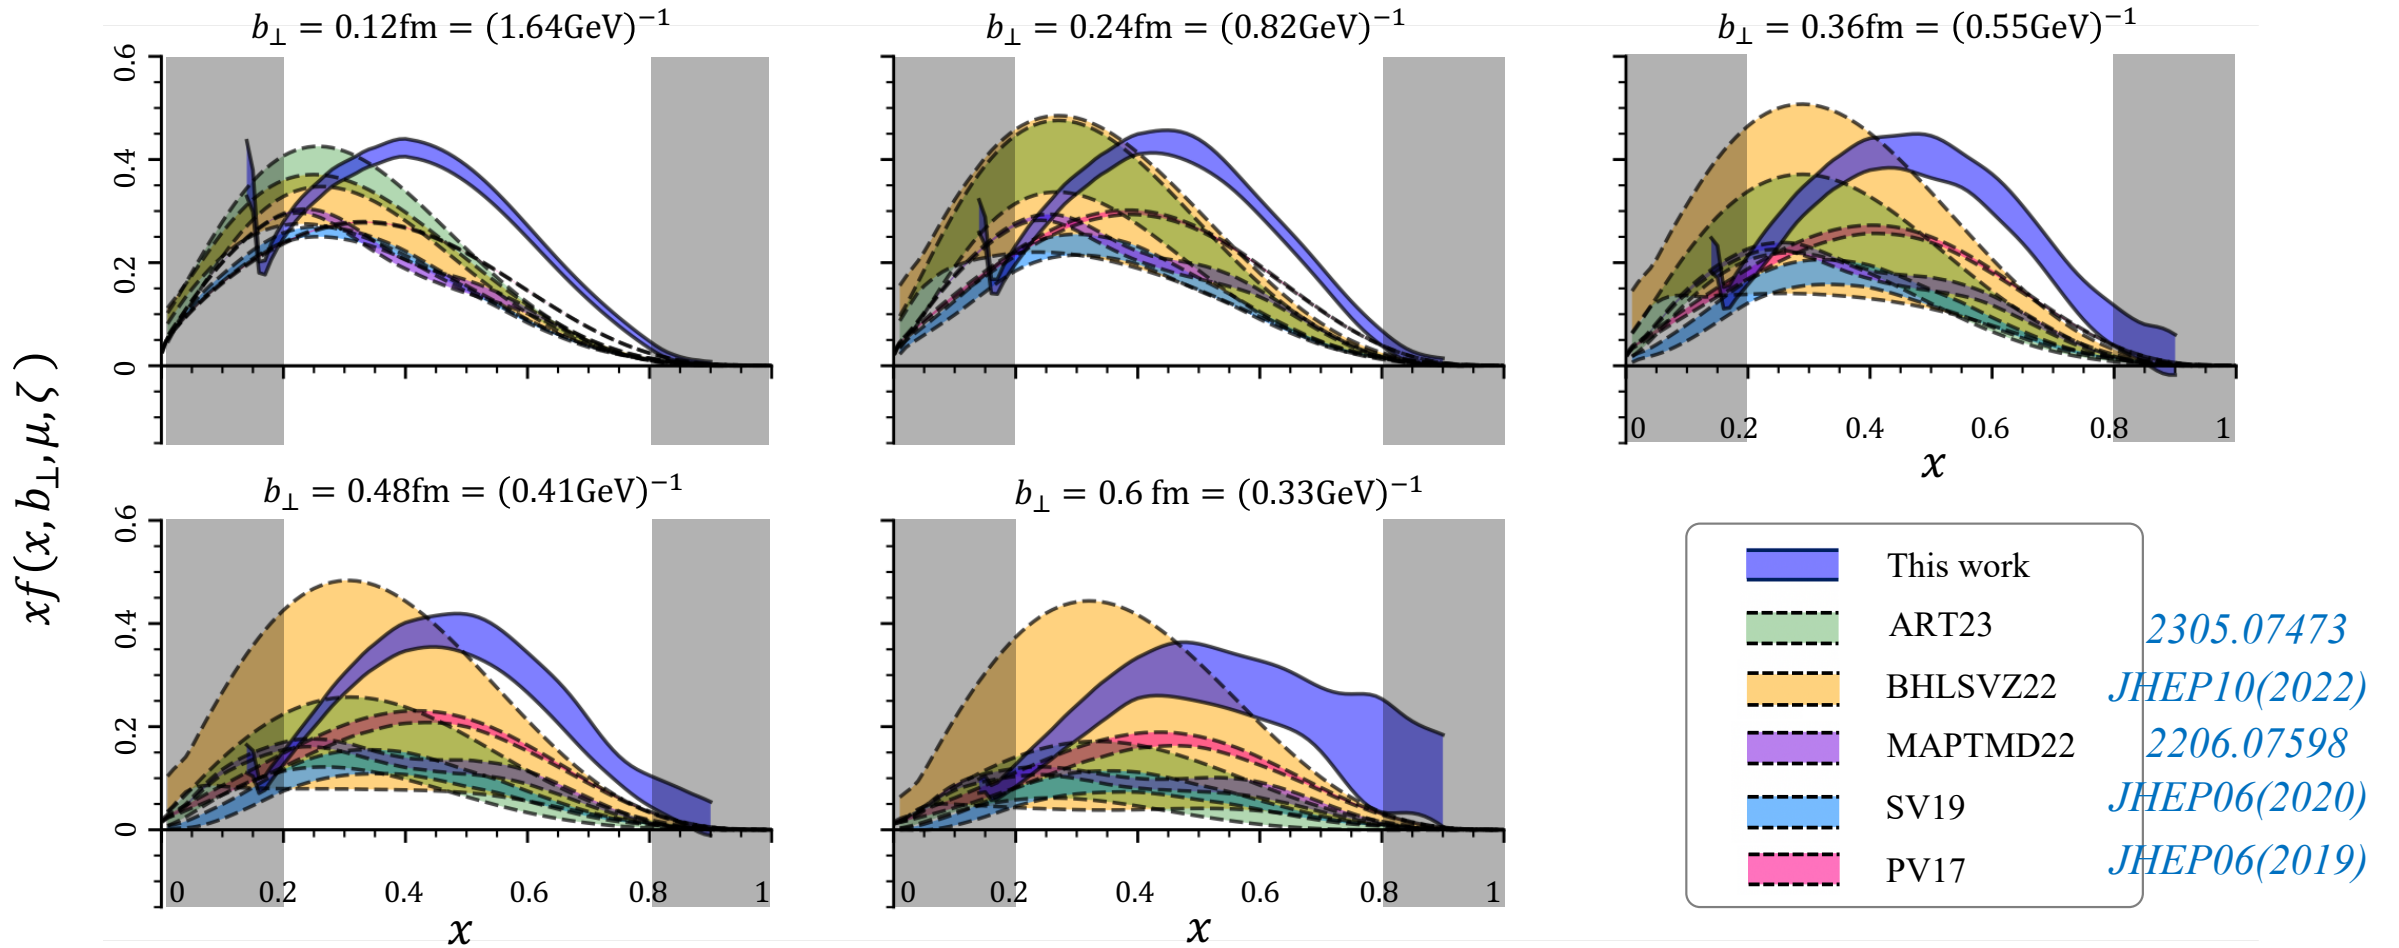 b⊥ = 0.12fm = (1.64GeV)⁻¹
b⊥ = 0.24fm = (0.82GeV)⁻¹
b⊥ = 0.36fm = (0.55GeV)⁻¹
0.6
0.4
0.2
0
0 0.2 0.4 0.6 0.8 1
x
xf(x, b⊥, μ, ζ)
b⊥ = 0.48fm = (0.41GeV)⁻¹
b⊥ = 0.6 fm = (0.33GeV)⁻¹
0.6
0.4
0.2
0
0 0.2 0.4 0.6 0.8 1
x
0 0.2 0.4 0.6 0.8 1
x
This work
ART23 2305.07473
BHLSVZ22 JHEP10(2022)
MAPTMD22 2206.07598
SV19 JHEP06(2020)
PV17 JHEP06(2019)